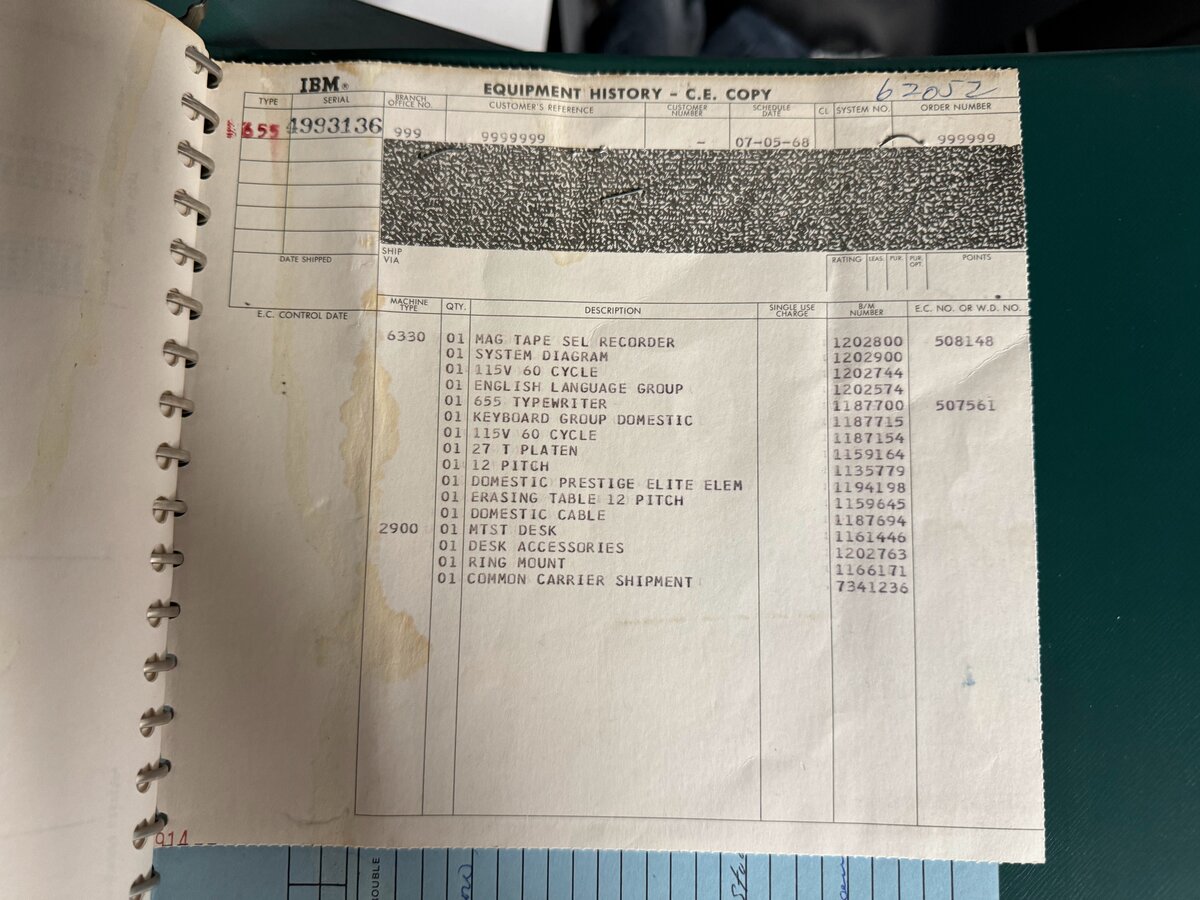 IBM® EQUIPMENT HISTORY - C.E. COPY 62052
TYPE SERIAL BRANCH OFFICE NO. CUSTOMER'S REFERENCE CUSTOMER NUMBER SCHEDULE DATE CL SYSTEM NO. ORDER NUMBER
655 4993136 999 9999999 - 07-05-68 999999
DATE SHIPPED SHIP VIA RATING LEAS. PUR. PUR. OPT. POINTS
E.C. CONTROL DATE MACHINE TYPE QTY. DESCRIPTION SINGLE USE CHARGE B/M NUMBER E.C. NO. OR W.D. NO.
6330 01 MAG TAPE SEL RECORDER 1202800 508148
01 SYSTEM DIAGRAM 1202900
01 115V 60 CYCLE 1202744
01 ENGLISH LANGUAGE GROUP 1202574
01 655 TYPEWRITER 1187700 507561
01 KEYBOARD GROUP DOMESTIC 1187715
01 115V 60 CYCLE 1187154
01 27 T PLATEN 1159164
01 12 PITCH 1135779
01 DOMESTIC PRESTIGE ELITE ELEM 1194198
01 ERASING TABLE 12 PITCH 1159645
01 DOMESTIC CABLE 1187694
2900 01 MTST DESK 1161446
01 DESK ACCESSORIES 1202763
01 RING MOUNT 1166171
01 COMMON CARRIER SHIPMENT 7341236
914